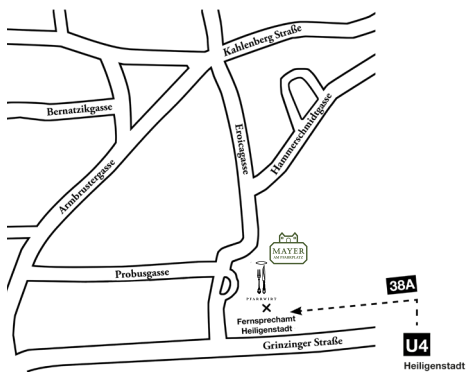 Kahlenberg Straße
Bernatzikgasse
Eroicagasse
Hammerschmidtgasse
Armbrustergasse
MAYER
AM PFARRPLATZ
Probusgasse
PFARRWIRT
38A
Fernsprechamt
Heiligenstadt
Grinzinger Straße
U4
Heiligenstadt